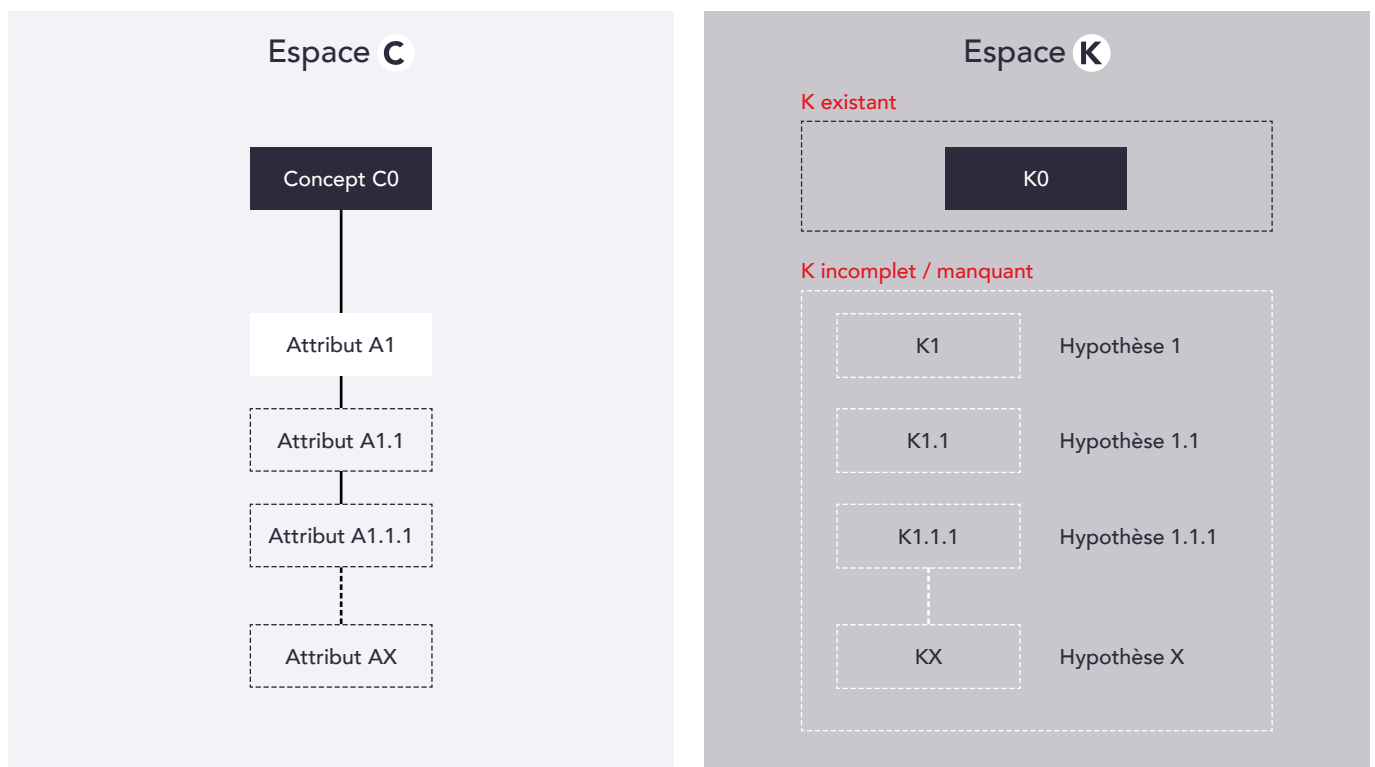 Espace C
Concept C0
Attribut A1
Attribut A1.1
Attribut A1.1.1
Attribut AX
Espace K
K existant
K0
K incomplet / manquant
K1 Hypothèse 1
K1.1 Hypothèse 1.1
K1.1.1 Hypothèse 1.1.1
KX Hypothèse X